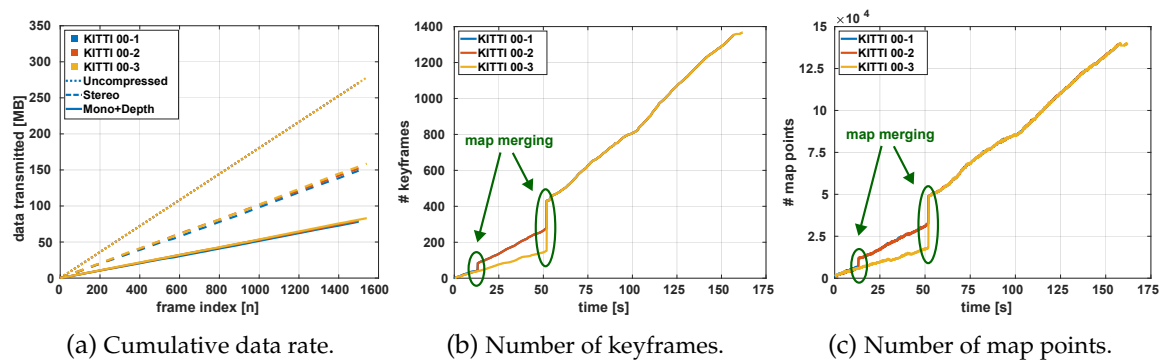 data transmitted [MB]
350
300
250
200
150
100
50
0
KITTI 00-1
KITTI 00-2
KITTI 00-3
Uncompressed
Stereo
Mono+Depth
0 200 400 600 800 1000 1200 1400 1600
frame index [n]
(a) Cumulative data rate.
# keyframes
1400
1200
1000
800
600
400
200
0
KITTI 00-1
KITTI 00-2
KITTI 00-3
map merging
0 25 50 75 100 125 150 175
time [s]
(b) Number of keyframes.
× 10 4
# map points
15
12.5
10
7.5
5
2.5
0
KITTI 00-1
KITTI 00-2
KITTI 00-3
map merging
0 25 50 75 100 125 150 175
time [s]
(c) Number of map points.